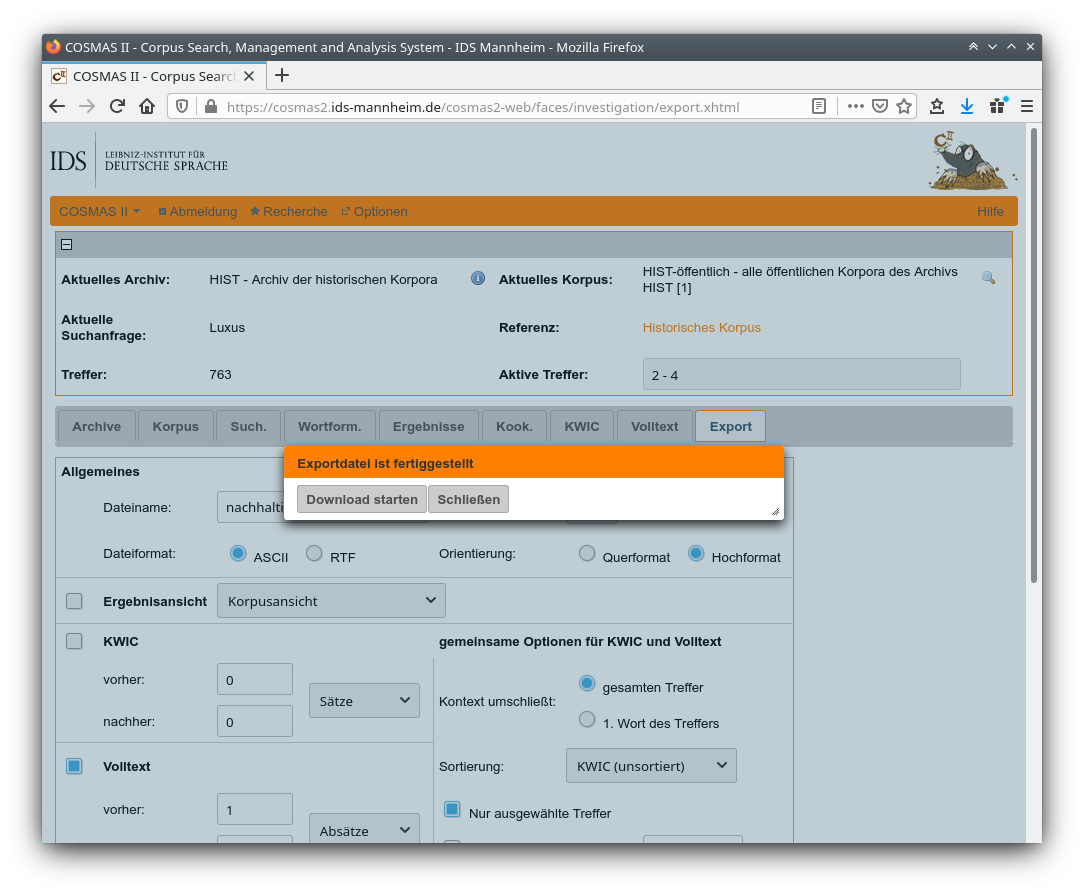 COSMAS II - Corpus Search, Management and Analysis System - IDS Mannheim - Mozilla Firefox
COSMAS II - Corpus Searc
https://cosmas2.ids-mannheim.de/cosmas2-web/faces/investigation/export.xhtml
IDS LEIBNIZ-INSTITUT FÜR
DEUTSCHE SPRACHE
C II
COSMAS II Abmeldung Recherche Optionen Hilfe
Aktuelles Archiv: HIST - Archiv der historischen Korpora Aktuelles Korpus: HIST-öffentlich - alle öffentlichen Korpora des Archivs
HIST [1]
Aktuelle
Suchanfrage: Luxus Referenz: Historisches Korpus
Treffer: 763 Aktive Treffer: 2 - 4
Archive Korpus Such. Wortform. Ergebnisse Kook. KWIC Volltext Export
Exportdatei ist fertiggestellt
Download starten Schließen
Allgemeines
Dateiname: nachhalti
Dateiformat: ASCII RTF Orientierung: Querformat Hochformat
Ergebnisansicht Korpusansicht
KWIC gemeinsame Optionen für KWIC und Volltext
vorher: 0 Sätze
nachher: 0
Kontext umschließt: gesamten Treffer
1. Wort des Treffers
Volltext Sortierung: KWIC (unsortiert)
vorher: 1 Absätze Nur ausgewählte Treffer